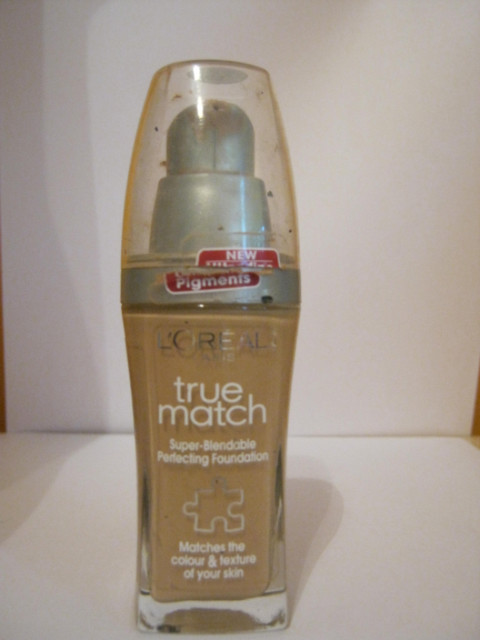 NEW
Pigments
L'ORÉAL
true
match
Super-Blendable
Perfecting Foundation
Matches the
colour & texture
of your skin